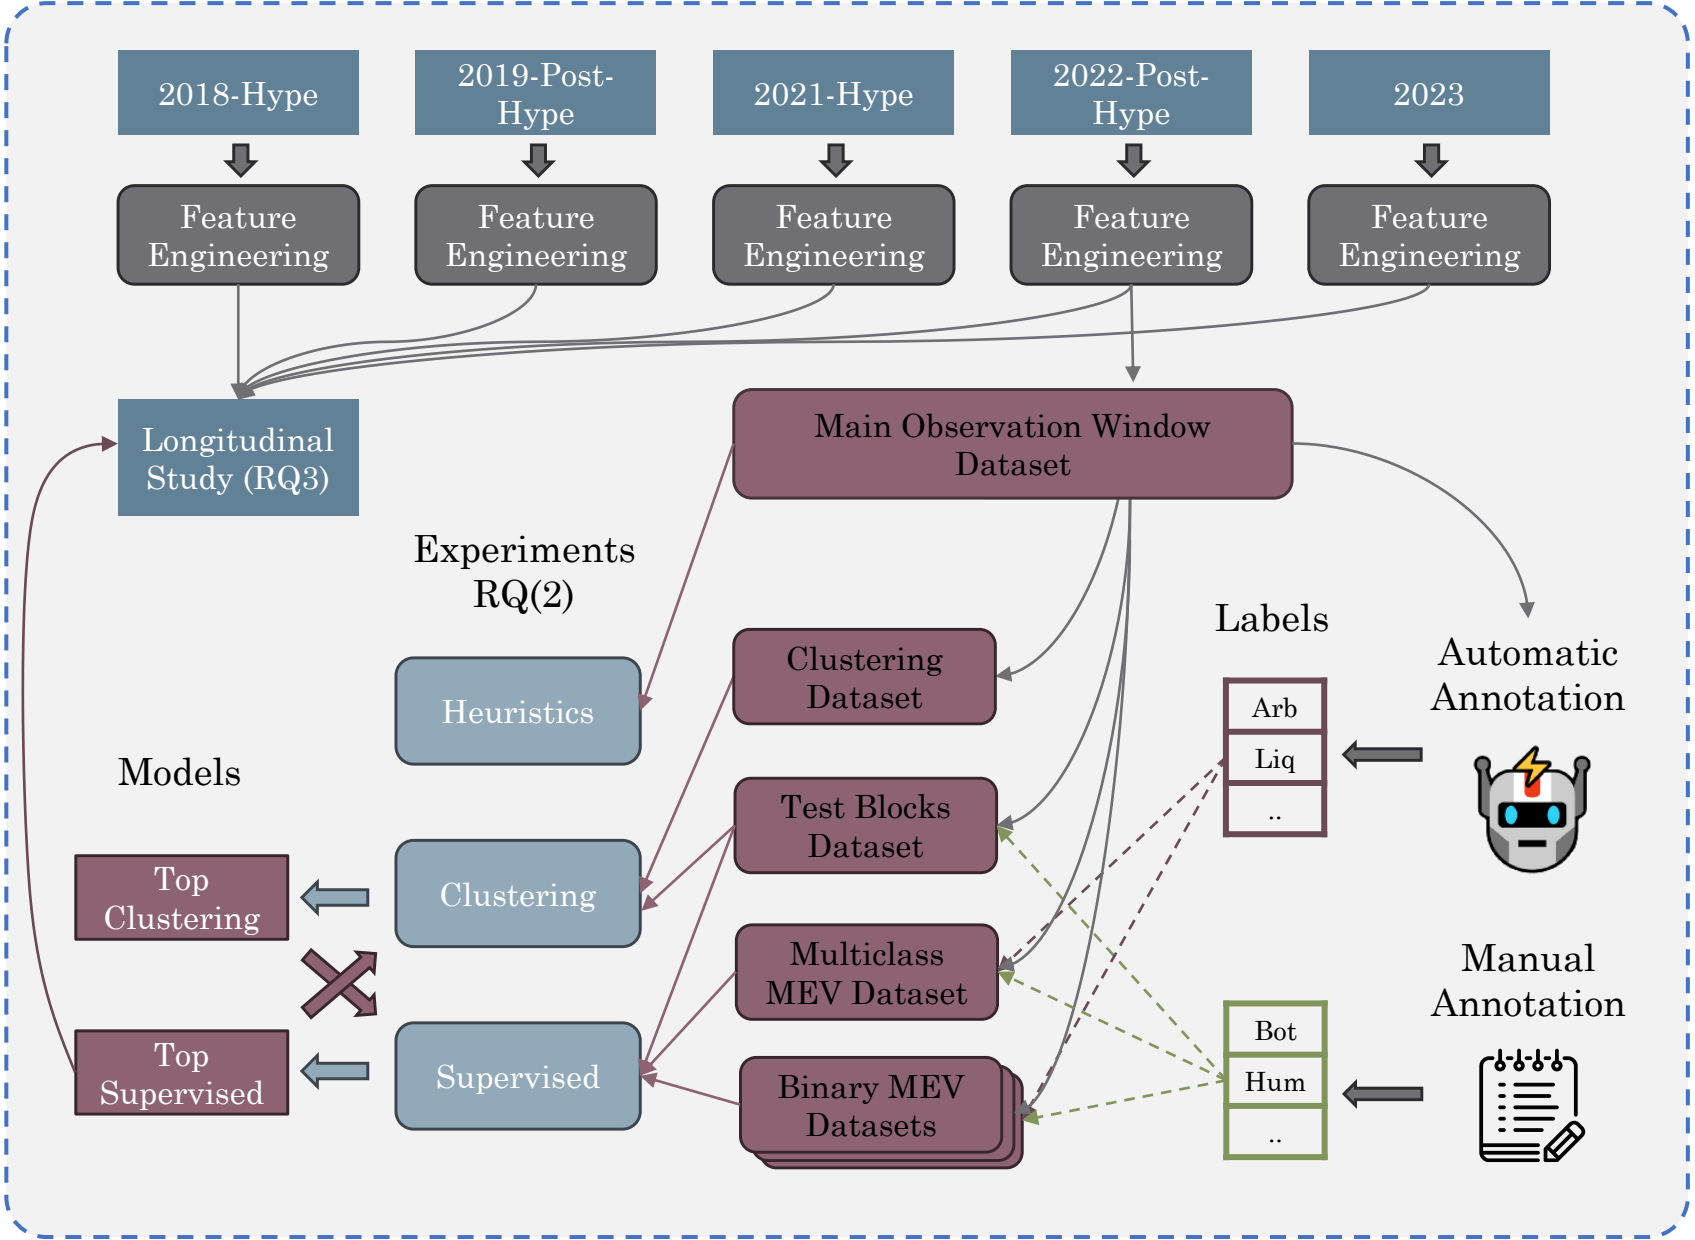 2018-Hype
2019-Post-
Hype
2021-Hype
2022-Post-
Hype
2023
Feature
Engineering
Feature
Engineering
Feature
Engineering
Feature
Engineering
Feature
Engineering
Longitudinal
Study (RQ3)
Main Observation Window
Dataset
Experiments
RQ(2)
Labels
Automatic
Annotation
Heuristics
Clustering
Dataset
Arb
Liq
..
Models
Test Blocks
Dataset
Top
Clustering
Clustering
Multiclass
MEV Dataset
Manual
Annotation
Top
Supervised
Supervised
Binary MEV
Datasets
Bot
Hum
..